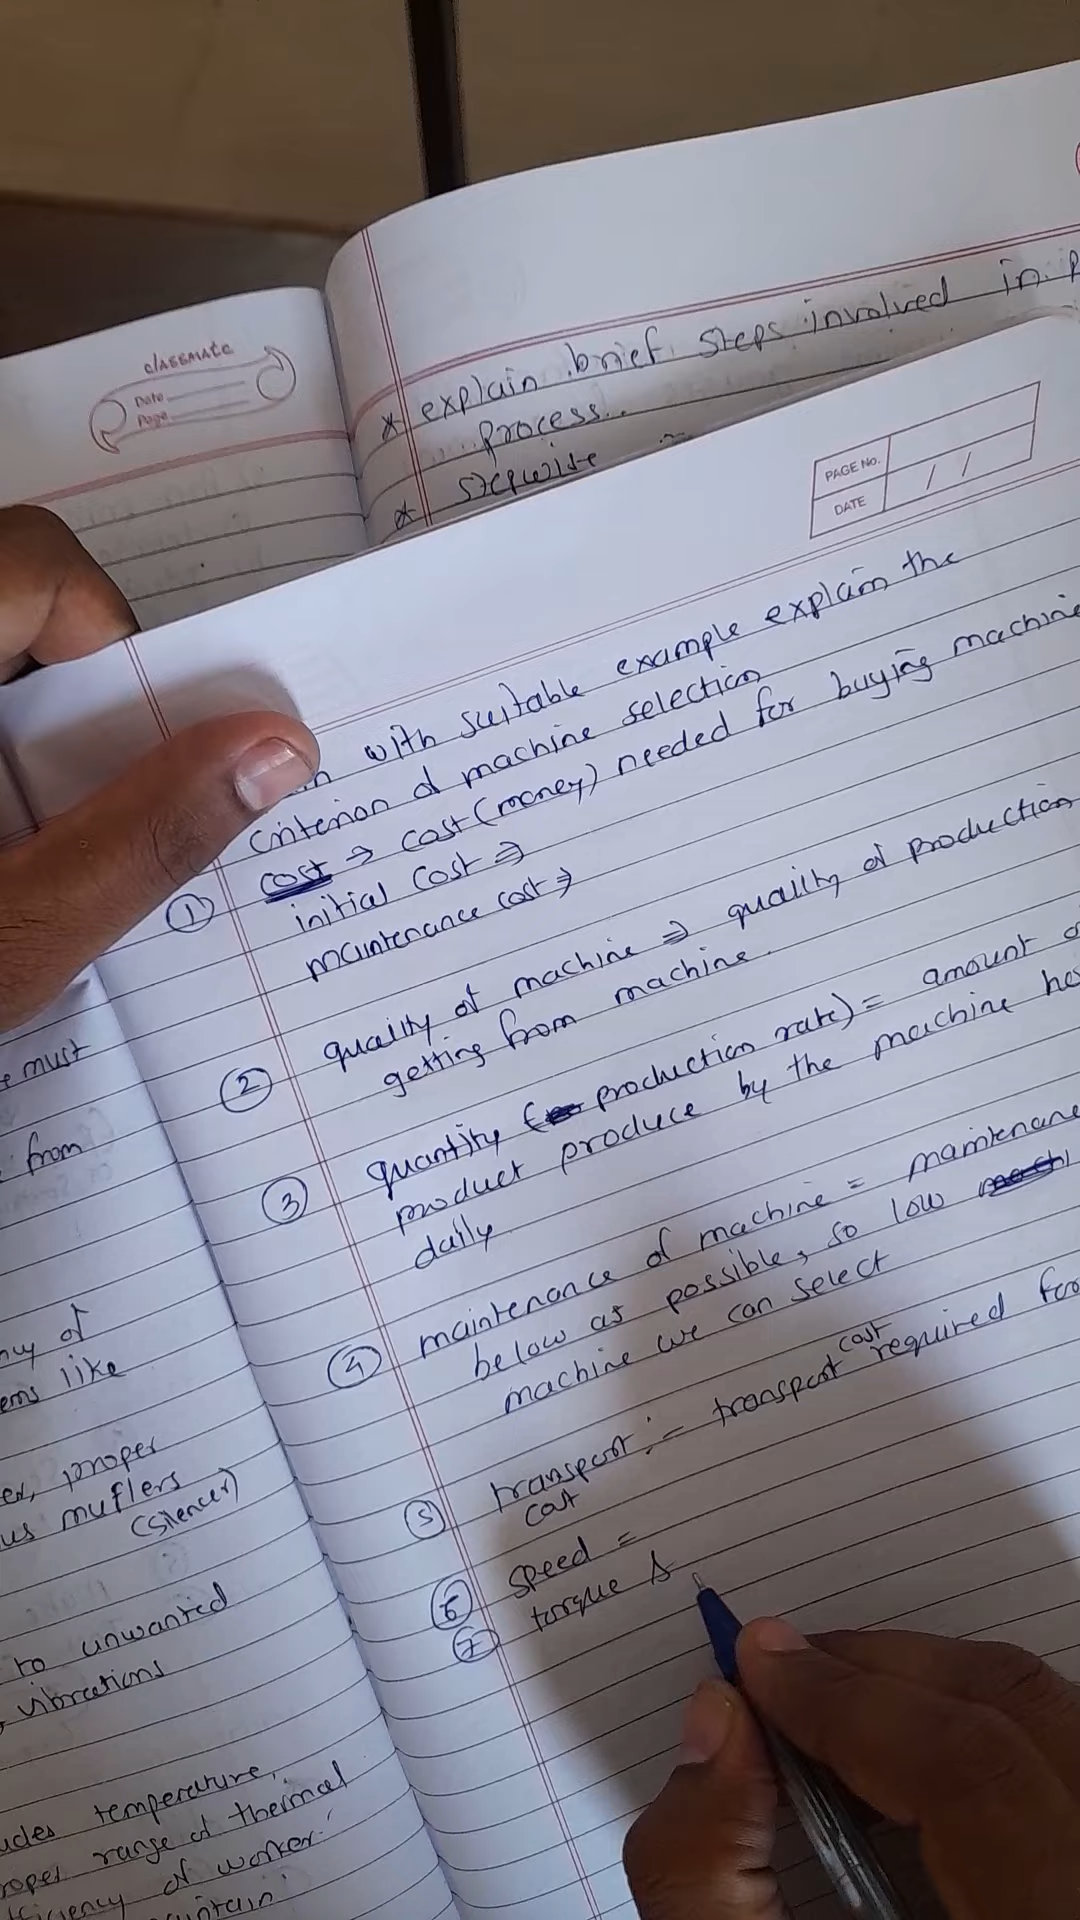 classmate
Date
Page
* explain brief steps involved in
process..
* stepwise
PAGE No.
DATE / /
with suitable example explain the
criterion of machine selection
① cost → cost (money) needed for buying machine
initial cost ⇒
maintenance cost ⇒
② quality of machine ⇒ quality of production
getting from machine.
③ quantity (production rate) = amount
product produce by the machine
daily
④ maintenance of machine =
below as possible, so low
machine we can select
⑤ transport :- transport cost required for
cost
⑥ speed =
⑦ torque &
must
from
of
like
proper
muflers
(silencer)
to unwanted
vibrations
temperature,
range of thermal
of worker.